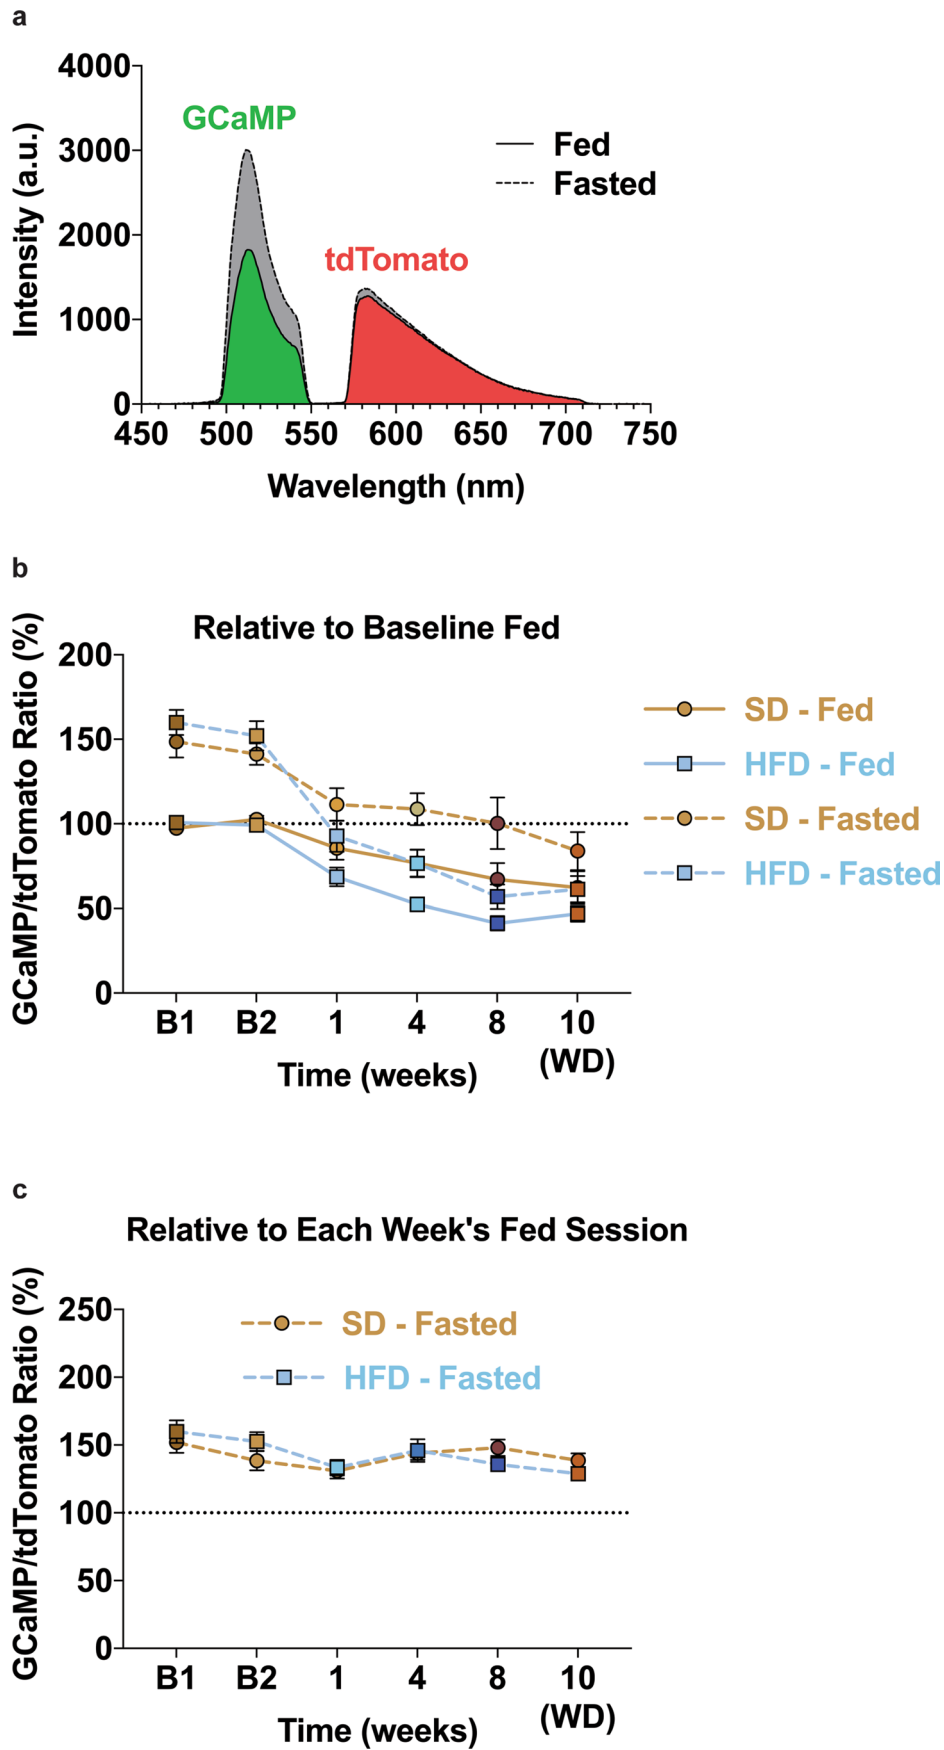 a
4000
3000
2000
1000
0
Intensity (a.u.)
GCaMP
tdTomato
Fed
Fasted
450 500 550 600 650 700 750
Wavelength (nm)
b
Relative to Baseline Fed
GCaMP/tdTomato Ratio (%)
200
150
100
50
0
SD - Fed
HFD - Fed
SD - Fasted
HFD - Fasted
B1 B2 1 4 8 10
(WD)
Time (weeks)
c
Relative to Each Week's Fed Session
GCaMP/tdTomato Ratio (%)
250
200
150
100
50
0
SD - Fasted
HFD - Fasted
B1 B2 1 4 8 10
(WD)
Time (weeks)